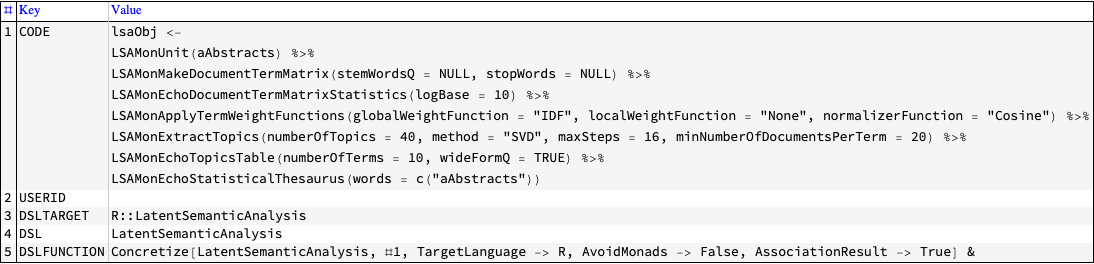 # Key Value
1 CODE lsaObj <-
LSAMonUnit(aAbstracts) %>%
LSAMonMakeDocumentTermMatrix(stemWordsQ = NULL, stopWords = NULL) %>%
LSAMonEchoDocumentTermMatrixStatistics(logBase = 10) %>%
LSAMonApplyTermWeightFunctions(globalWeightFunction = "IDF", localWeightFunction = "None", normalizerFunction = "Cosine") %>%
LSAMonExtractTopics(numberOfTopics = 40, method = "SVD", maxSteps = 16, minNumberOfDocumentsPerTerm = 20) %>%
LSAMonEchoTopicsTable(numberOfTerms = 10, wideFormQ = TRUE) %>%
LSAMonEchoStatisticalThesaurus(words = c("aAbstracts"))
2 USERID
3 DSLTARGET R::LatentSemanticAnalysis
4 DSL LatentSemanticAnalysis
5 DSLFUNCTION Concretize[LatentSemanticAnalysis, #1, TargetLanguage -> R, AvoidMonads -> False, AssociationResult -> True] &